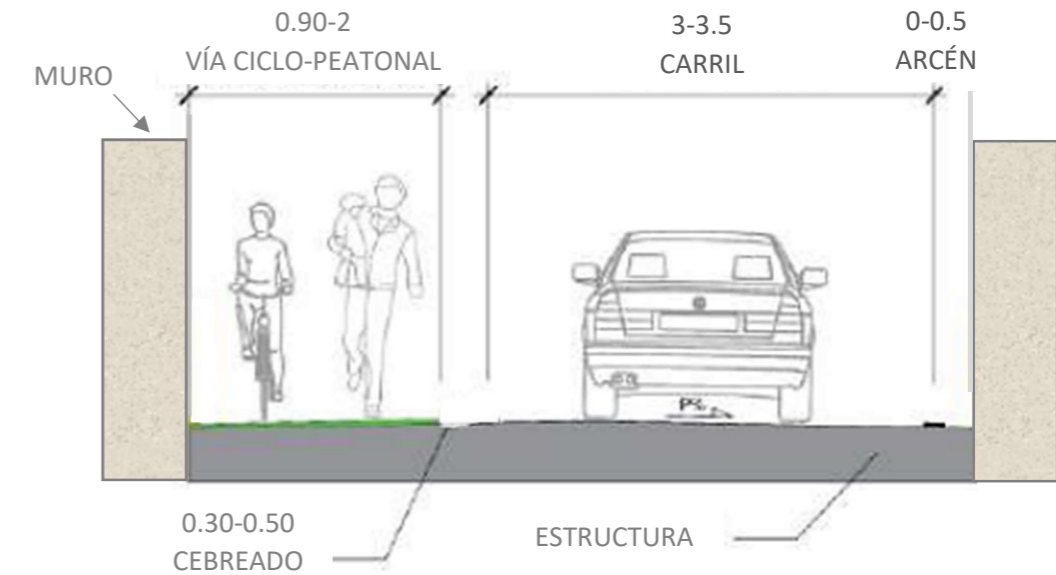 0.90-2
VÍA CICLO-PEATONAL
3-3.5
CARRIL
0-0.5
ARCÉN
MURO
P%
0.30-0.50
CEBREADO
ESTRUCTURA